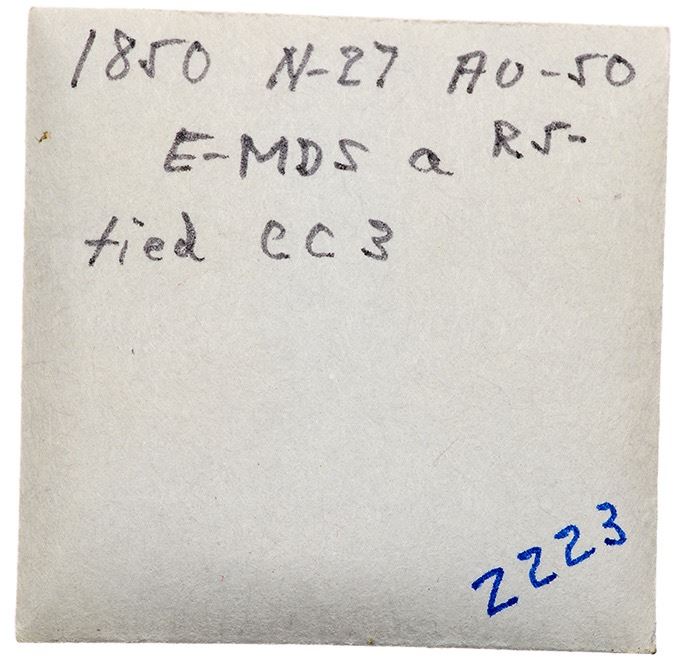 1850 N-27 AU-50
E-MDS a R5-
tied CC3
2223